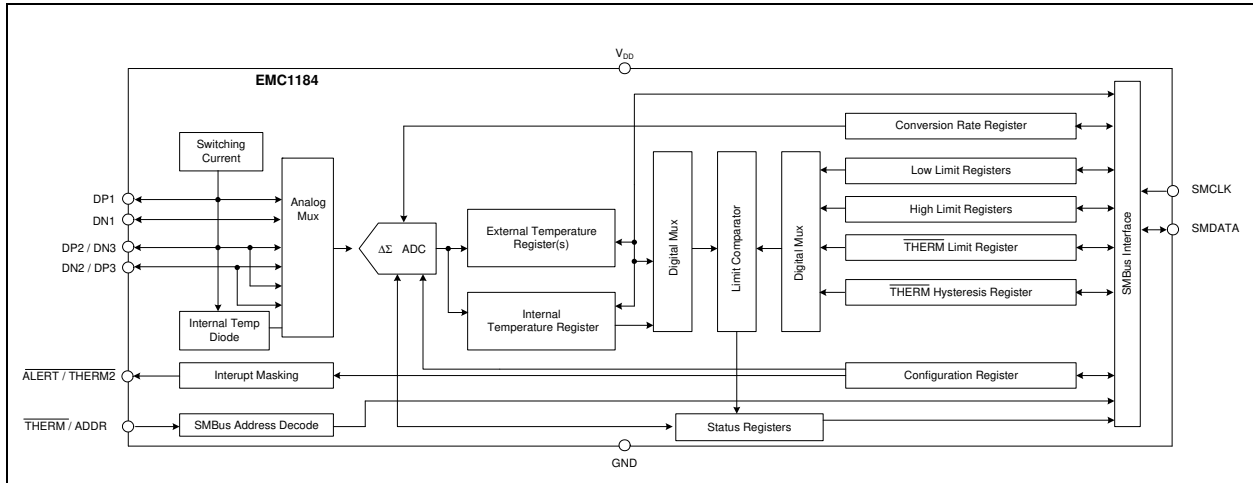 V_DD
EMC1184
Switching
Current
DP1
DN1
DP2 / DN3
DN2 / DP3
Analog
Mux
Internal Temp
Diode
ΔΣ ADC
External Temperature
Register(s)
Internal
Temperature Register
Digital Mux
Limit Comparator
Digital Mux
Conversion Rate Register
Low Limit Registers
High Limit Registers
THERM Limit Register
THERM Hysteresis Register
SMBus Interface
SMCLK
SMDATA
ALERT / THERM2
Interupt Masking
Configuration Register
THERM / ADDR
SMBus Address Decode
Status Registers
GND